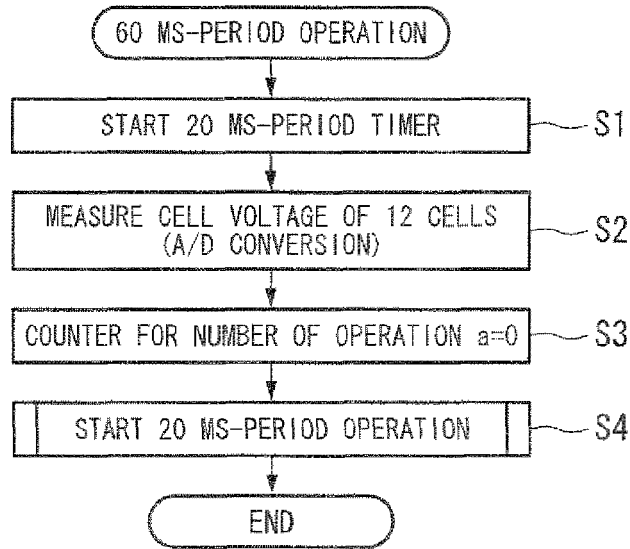 60 MS-PERIOD OPERATION
START 20 MS-PERIOD TIMER
S1
MEASURE CELL VOLTAGE OF 12 CELLS
(A/D CONVERSION)
S2
COUNTER FOR NUMBER OF OPERATION a=0
S3
START 20 MS-PERIOD OPERATION
S4
END